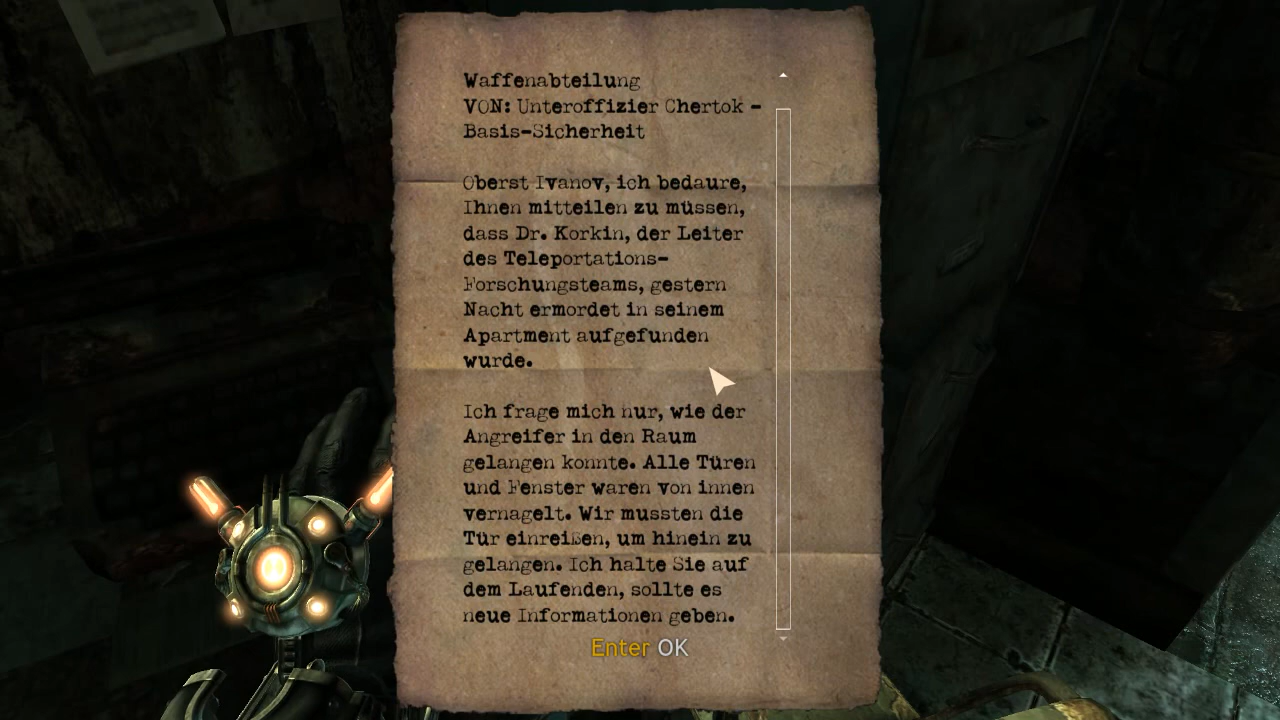 Waffenabteilung
VON: Unteroffizier Chertok -
Basis-Sicherheit
Oberst Ivanov, ich bedaure,
Ihnen mitteilen zu müssen,
dass Dr. Korkin, der Leiter
des Teleportations-
Forschungsteams, gestern
Nacht ermordet in seinem
Apartment aufgefunden
wurde.
Ich frage mich nur, wie der
Angreifer in den Raum
gelangen konnte. Alle Türen
und Fenster waren von innen
vernagelt. Wir mussten die
Tür einreißen, um hinein zu
gelangen. Ich halte Sie auf
dem Laufenden, sollte es
neue Informationen geben.
Enter OK